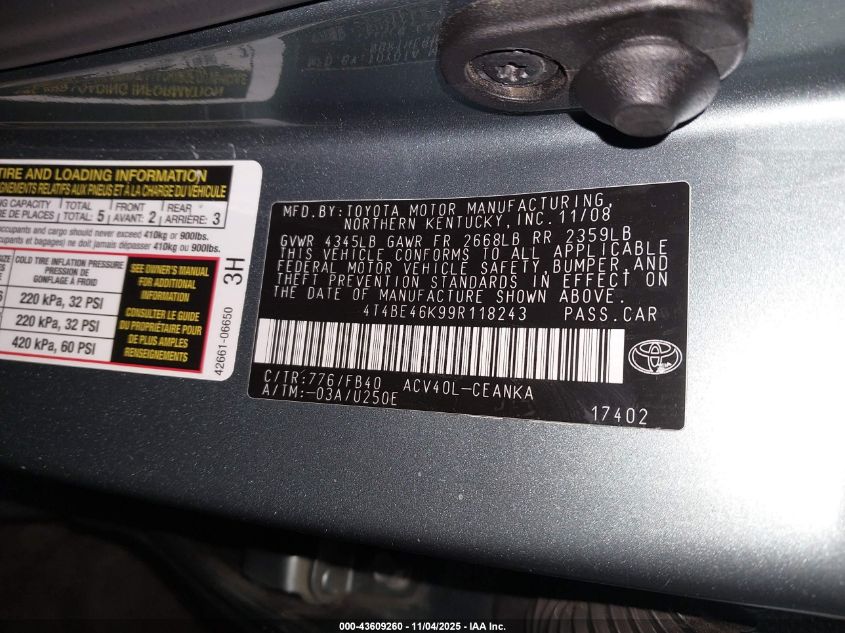 TIRE AND LOADING INFORMATION
RELATIFS AUX PNEUS ET À LA CHARGE DU VÉHICULE
CAPACITY TOTAL FRONT REAR
DE PLACES TOTAL: 5 AVANT: 2 ARRIÈRE: 3
occupants and cargo should never exceed 410kg or 900lbs.
et bagages) ne doit jamais dépasser 410kg ou 900lbs.
COLD TIRE INFLATION PRESSURE
PRESSION DE
GONFLAGE À FROID
220 kPa, 32 PSI
220 kPa, 32 PSI
420 kPa, 60 PSI
SEE OWNER'S MANUAL
FOR ADDITIONAL
INFORMATION
CONSULTER LE GUIDE
DU PROPRIÉTAIRE POUR
DE PLUS AMPLES
RENSEIGNEMENTS
3H
42661-06650
MFD. BY: TOYOTA MOTOR MANUFACTURING,
NORTHERN KENTUCKY, INC. 11/08
GVWR 4345LB GAWR FR 2668LB RR 2359LB
THIS VEHICLE CONFORMS TO ALL APPLICABLE
FEDERAL MOTOR VEHICLE SAFETY, BUMPER, AND
THEFT PREVENTION STANDARDS IN EFFECT ON
THE DATE OF MANUFACTURE SHOWN ABOVE.
4T4BE46K99R118243 PASS.CAR
C/TR:776/FB40 ACV40L-CEANKA
A/TM:-03A/U250E
17402
000-43609260 - 11/04/2025 - IAA Inc.